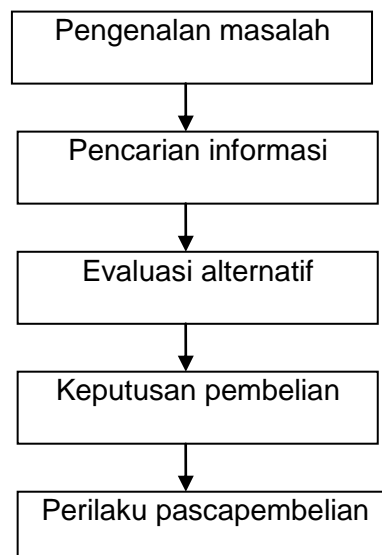 Pengenalan masalah
Pencarian informasi
Evaluasi alternatif
Keputusan pembelian
Perilaku pascapembelian